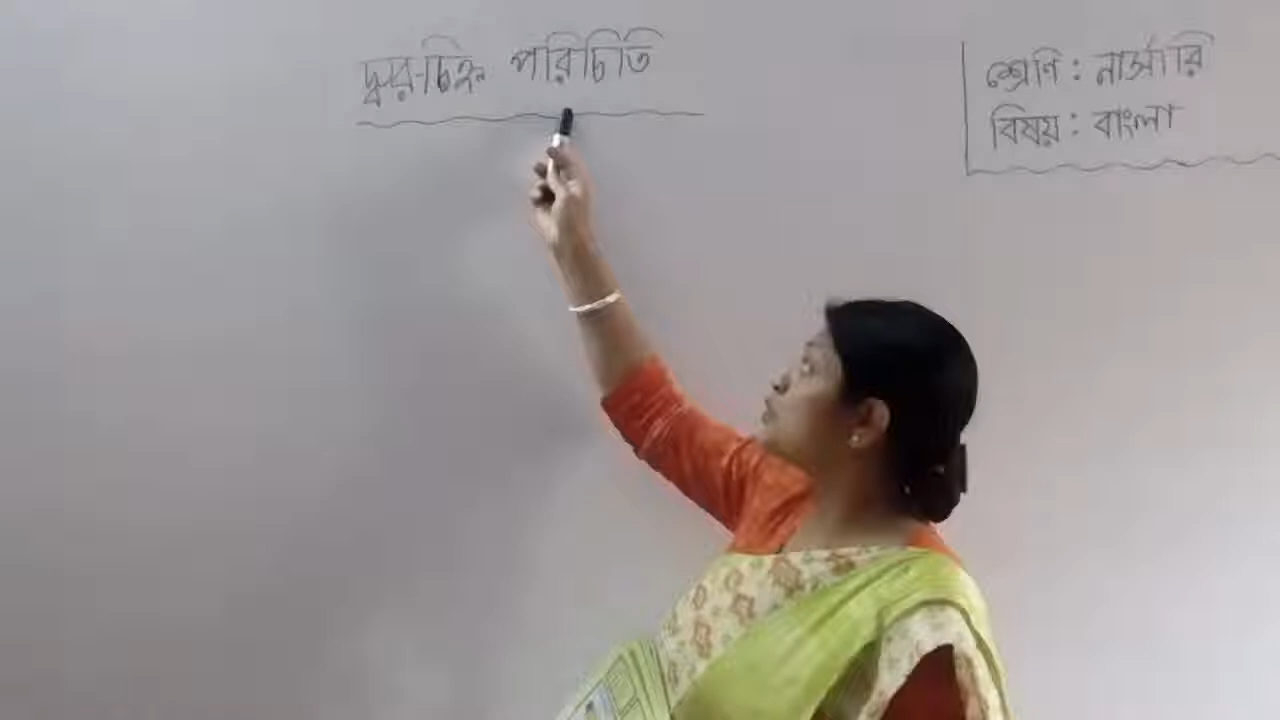 স্বর-চিহ্ন পরিচিতি
শ্রেণি : নার্সারি
বিষয় : বাংলা